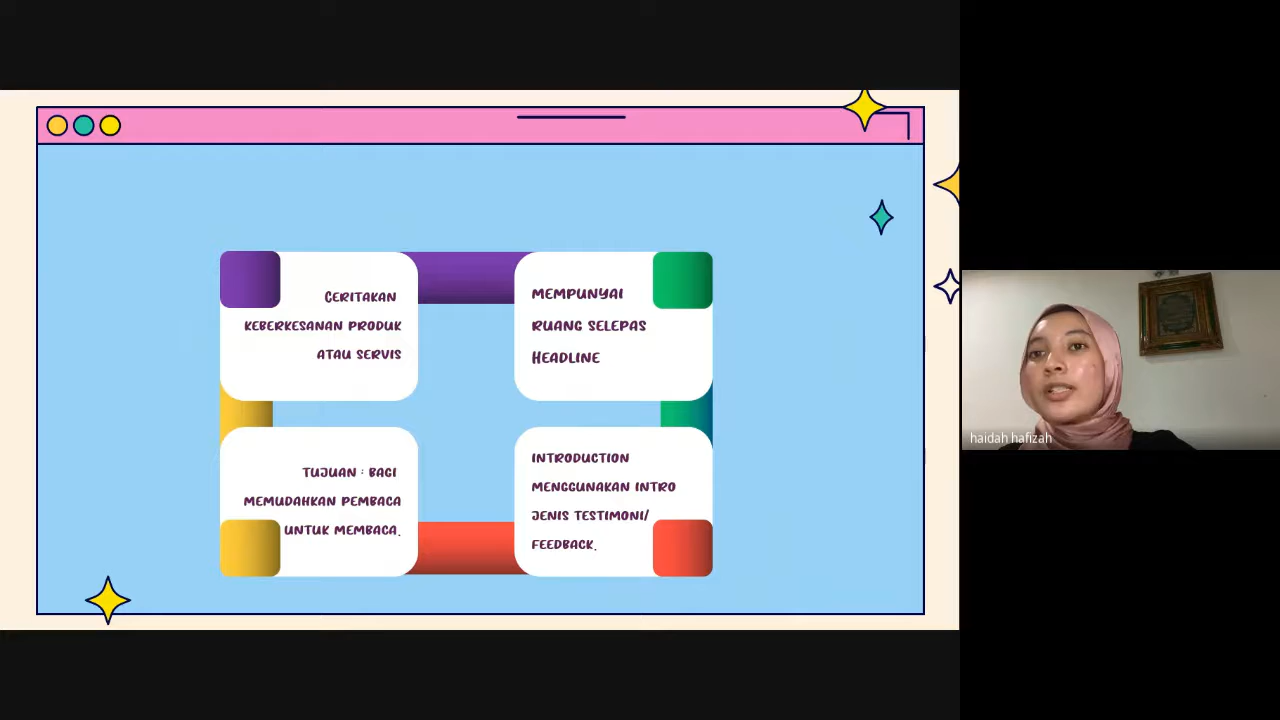 Ceritakan
keberkesanan produk
atau servis
mempunyai
ruang selepas
Headline
tujuan : bagi
memudahkan pembaca
untuk membaca.
introduction
menggunakan intro
jenis testimoni/
feedback.
haidah hafizah